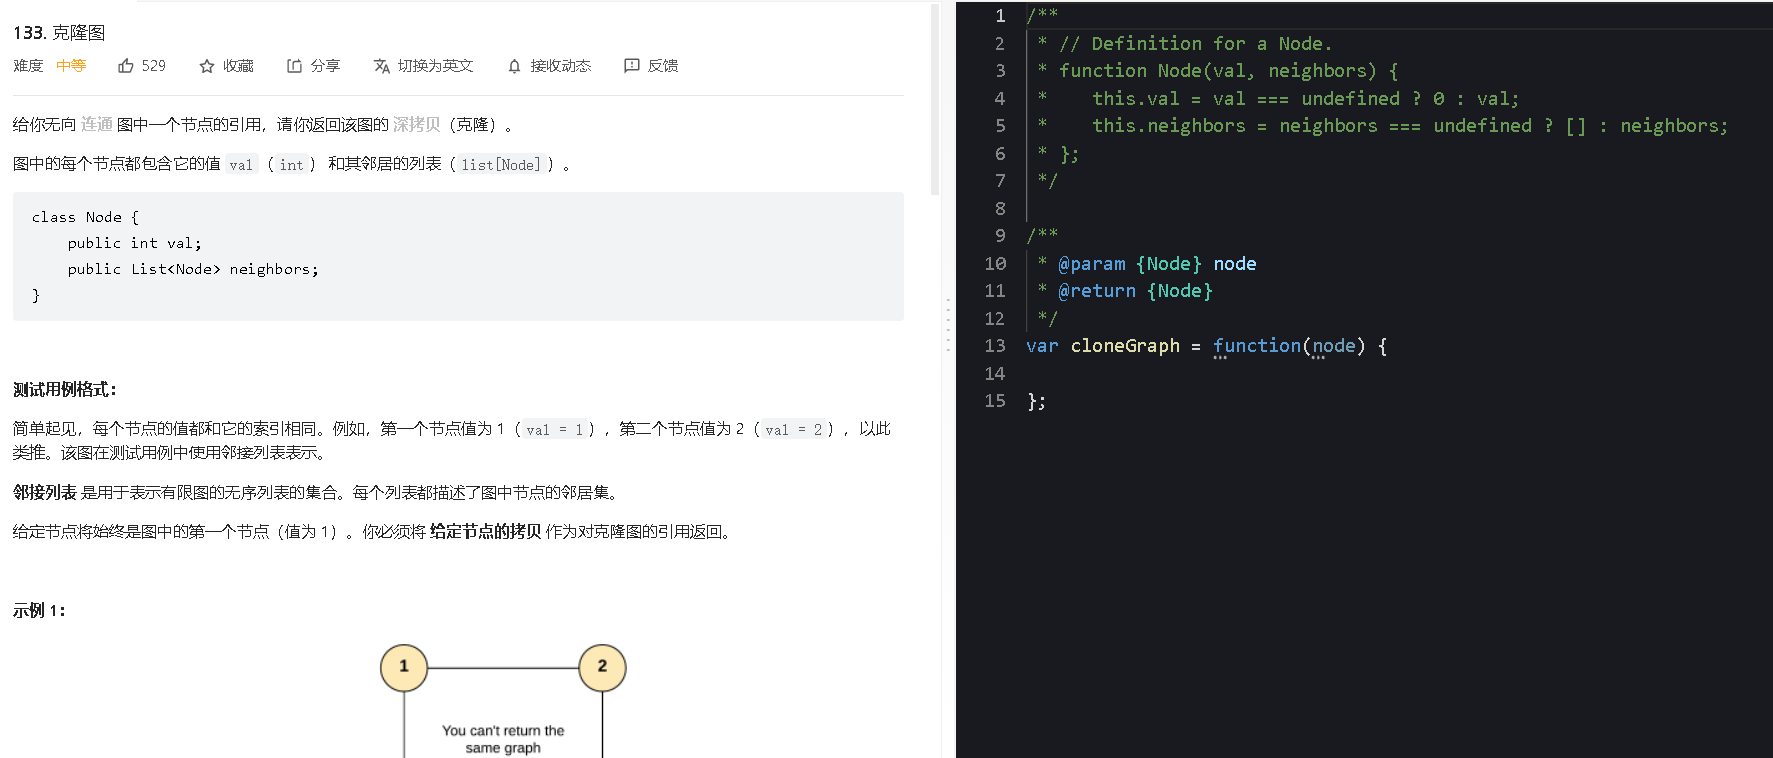 133. 克隆图
难度 中等 529 收藏 分享 切换为英文 接收动态 反馈
给你无向 连通 图中一个节点的引用，请你返回该图的 深拷贝（克隆）。
图中的每个节点都包含它的值 val（int） 和其邻居的列表（list[Node]）。
class Node {
    public int val;
    public List<Node> neighbors;
}
测试用例格式：
简单起见，每个节点的值都和它的索引相同。例如，第一个节点值为 1（val = 1），第二个节点值为 2（val = 2），以此
类推。该图在测试用例中使用邻接列表表示。
邻接列表 是用于表示有限图的无序列表的集合。每个列表都描述了图中节点的邻居集。
给定节点将始终是图中的第一个节点（值为 1）。你必须将 给定节点的拷贝 作为对克隆图的引用返回。
示例 1：
1 2
You can't return the
same graph
1 /**
2  * // Definition for a Node.
3  * function Node(val, neighbors) {
4  *    this.val = val === undefined ? 0 : val;
5  *    this.neighbors = neighbors === undefined ? [] : neighbors;
6  * };
7  */
8
9 /**
10  * @param {Node} node
11  * @return {Node}
12  */
13 var cloneGraph = function(node) {
14
15 };